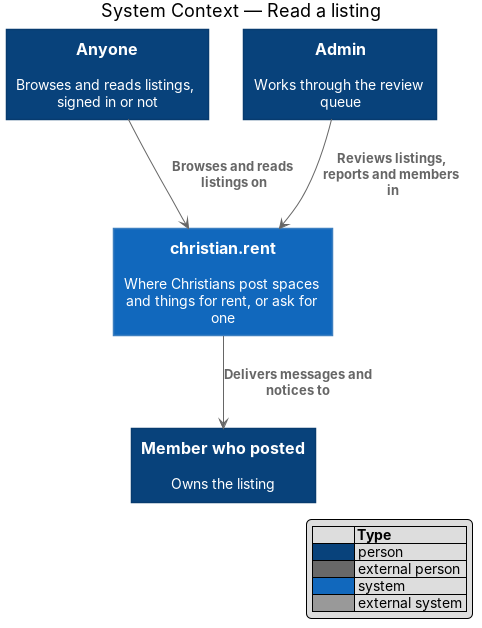 System Context — Read a listing
Anyone
Browses and reads listings,
signed in or not
Admin
Works through the review
queue
Browses and reads
listings on
Reviews listings,
reports and members
in
christian.rent
Where Christians post spaces
and things for rent, or ask for
one
Delivers messages and
notices to
Member who posted
Owns the listing
Type
person
external person
system
external system